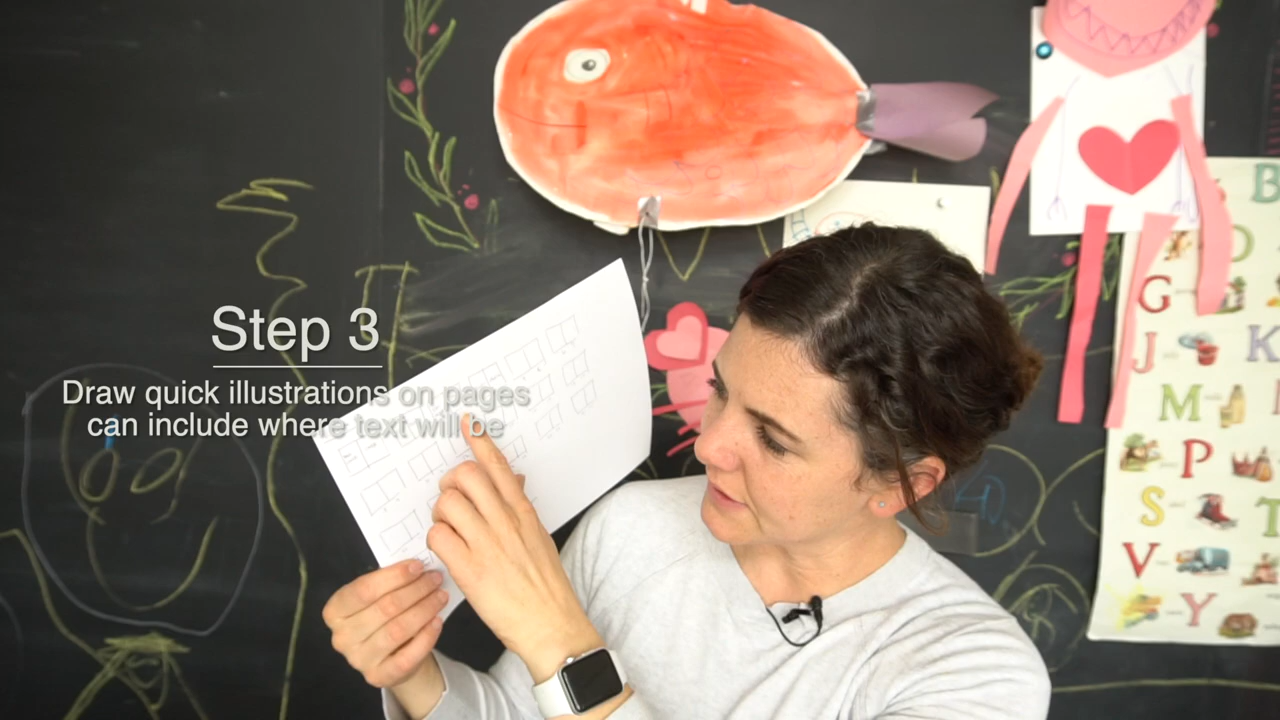 Step 3
Draw quick illustrations on pages
can include where text will be
B
D
G
J K
M
P
S T
V
Y